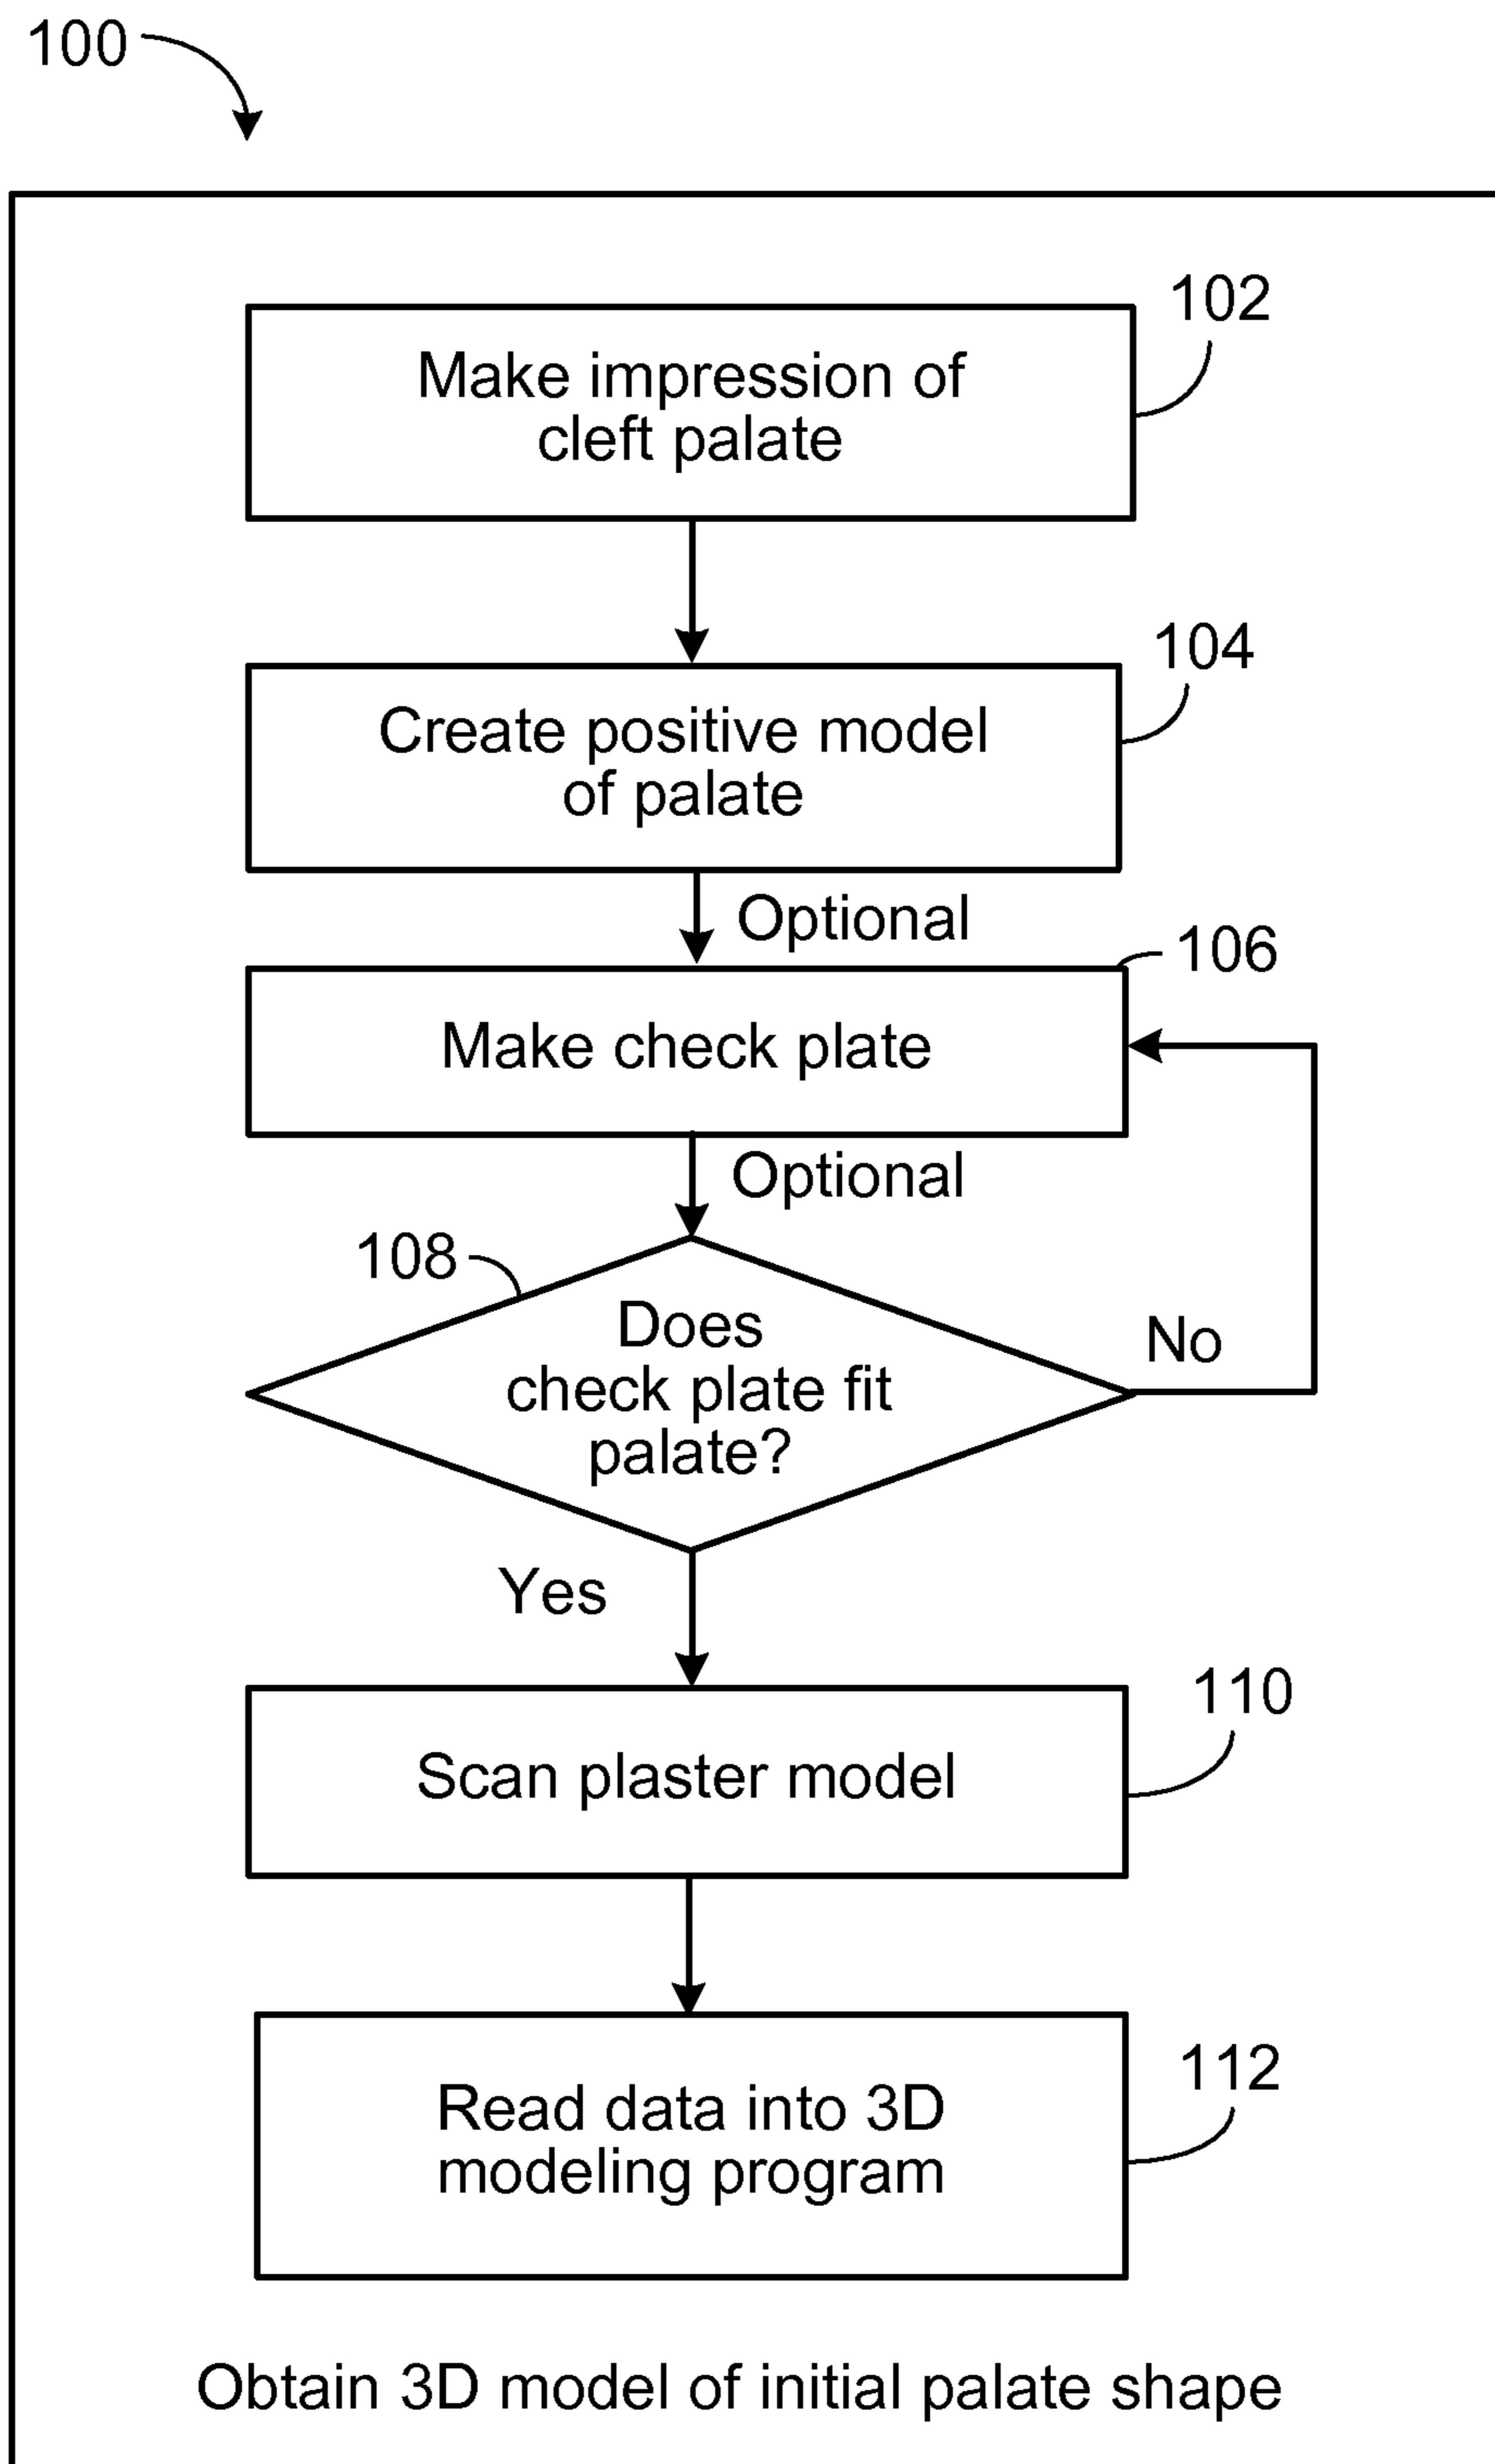 100
102
Make impression of
cleft palate
104
Create positive model
of palate
Optional
106
Make check plate
Optional
108
Does
check plate fit
palate?
No
Yes
110
Scan plaster model
112
Read data into 3D
modeling program
Obtain 3D model of initial palate shape